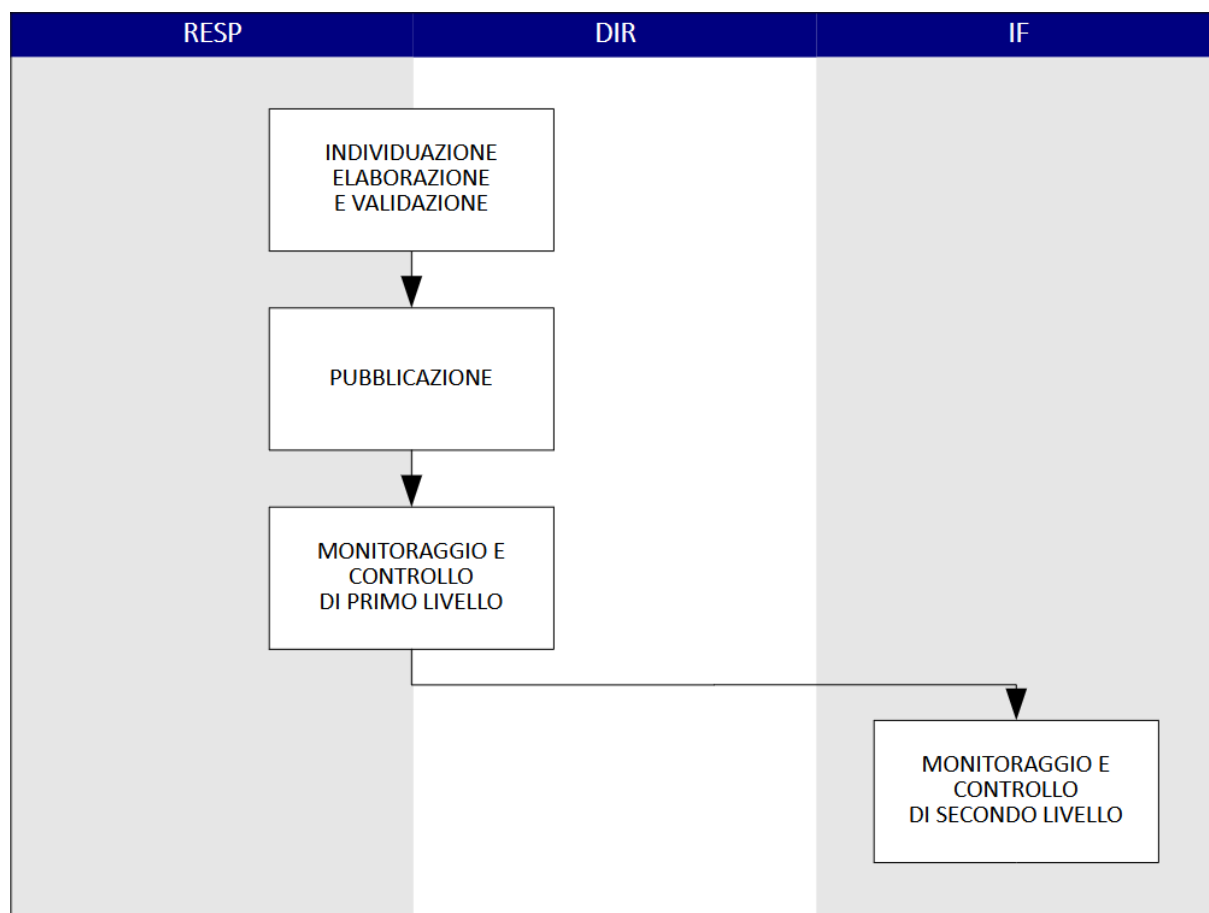 RESP
DIR
IF
INDIVIDUAZIONE
ELABORAZIONE
E VALIDAZIONE
PUBBLICAZIONE
MONITORAGGIO E
CONTROLLO
DI PRIMO LIVELLO
MONITORAGGIO E
CONTROLLO
DI SECONDO LIVELLO